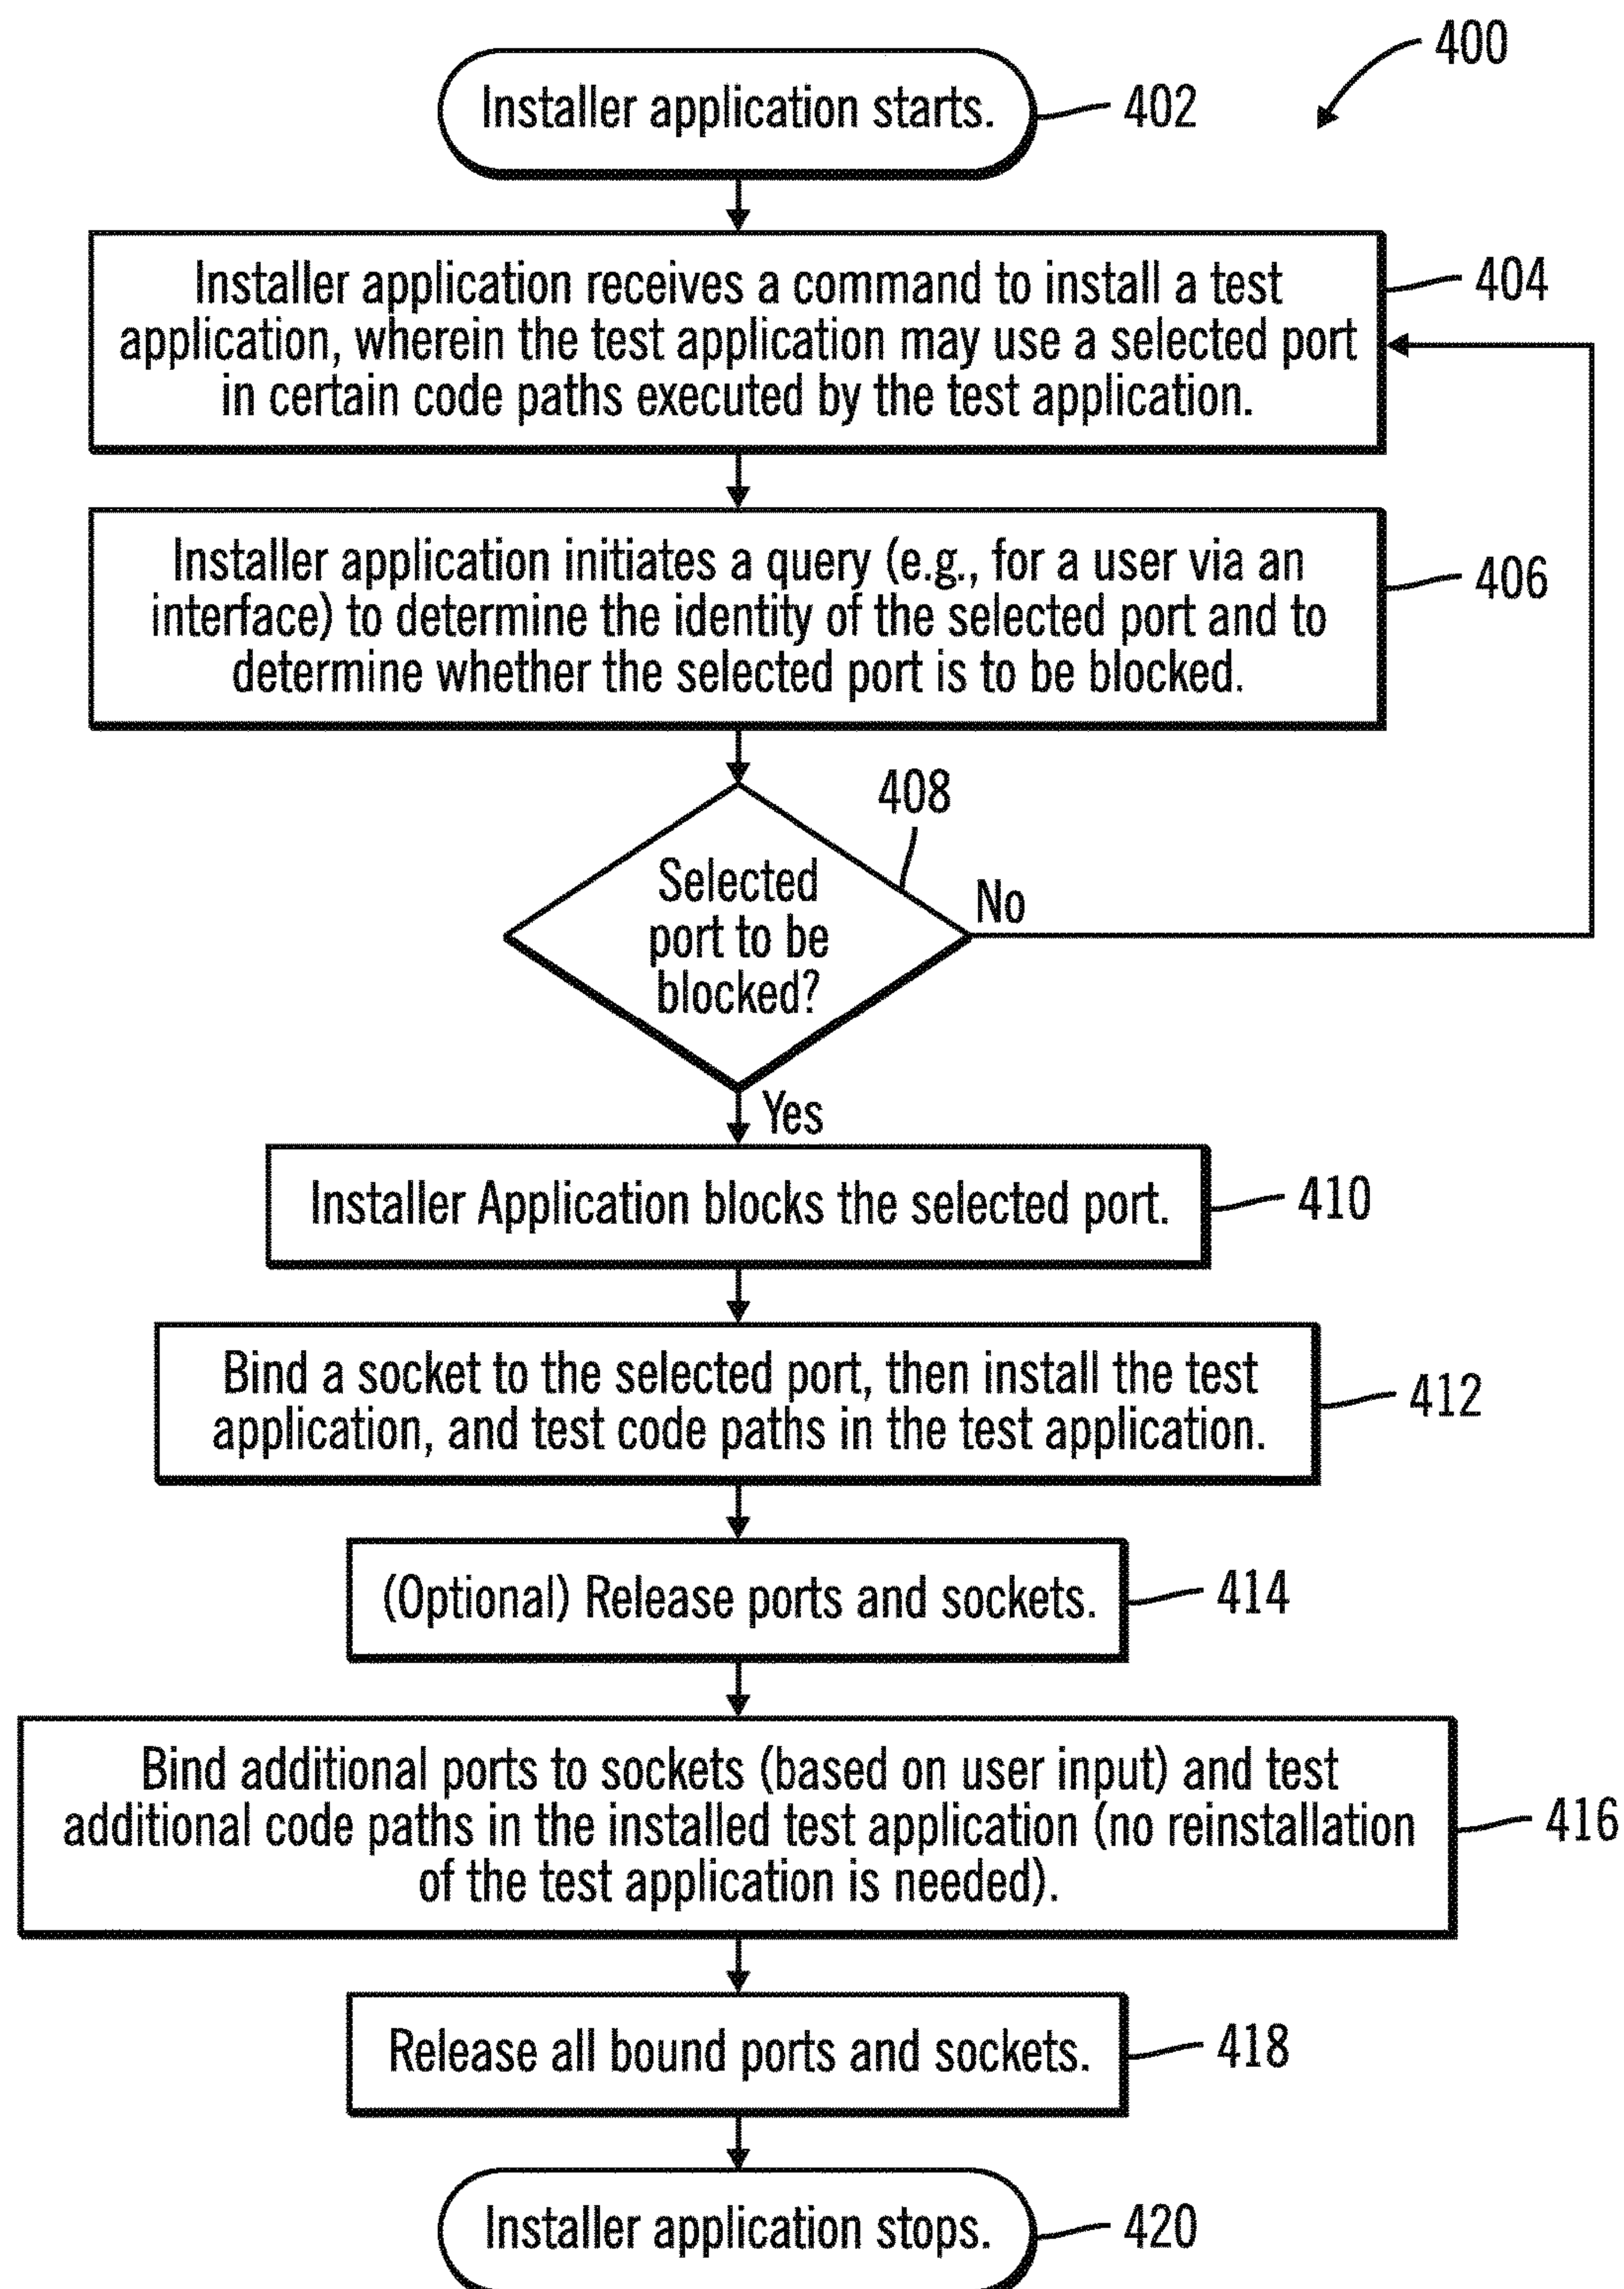 400
Installer application starts.
402
Installer application receives a command to install a test
application, wherein the test application may use a selected port
in certain code paths executed by the test application.
404
Installer application initiates a query (e.g., for a user via an
interface) to determine the identity of the selected port and to
determine whether the selected port is to be blocked.
406
408
Selected
port to be
blocked?
No
Yes
Installer Application blocks the selected port.
410
Bind a socket to the selected port, then install the test
application, and test code paths in the test application.
412
(Optional) Release ports and sockets.
414
Bind additional ports to sockets (based on user input) and test
additional code paths in the installed test application (no reinstallation
of the test application is needed).
416
Release all bound ports and sockets.
418
Installer application stops.
420